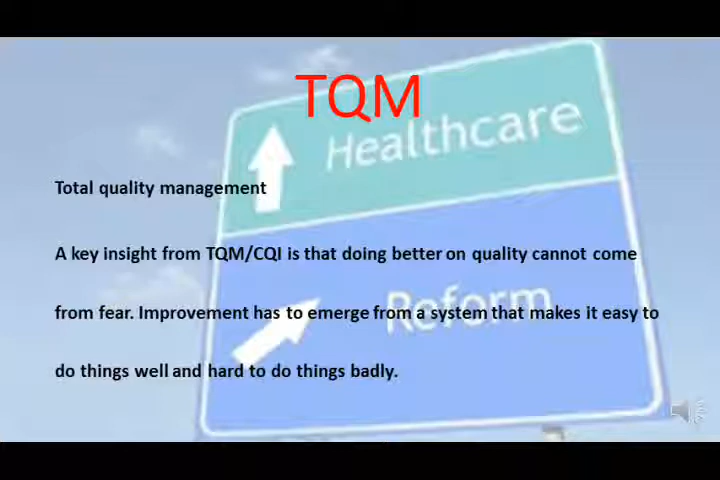 TQM
Healthcare
Total quality management
A key insight from TQM/CQI is that doing better on quality cannot come
from fear. Improvement has to emerge from a system that makes it easy to
Reform
do things well and hard to do things badly.